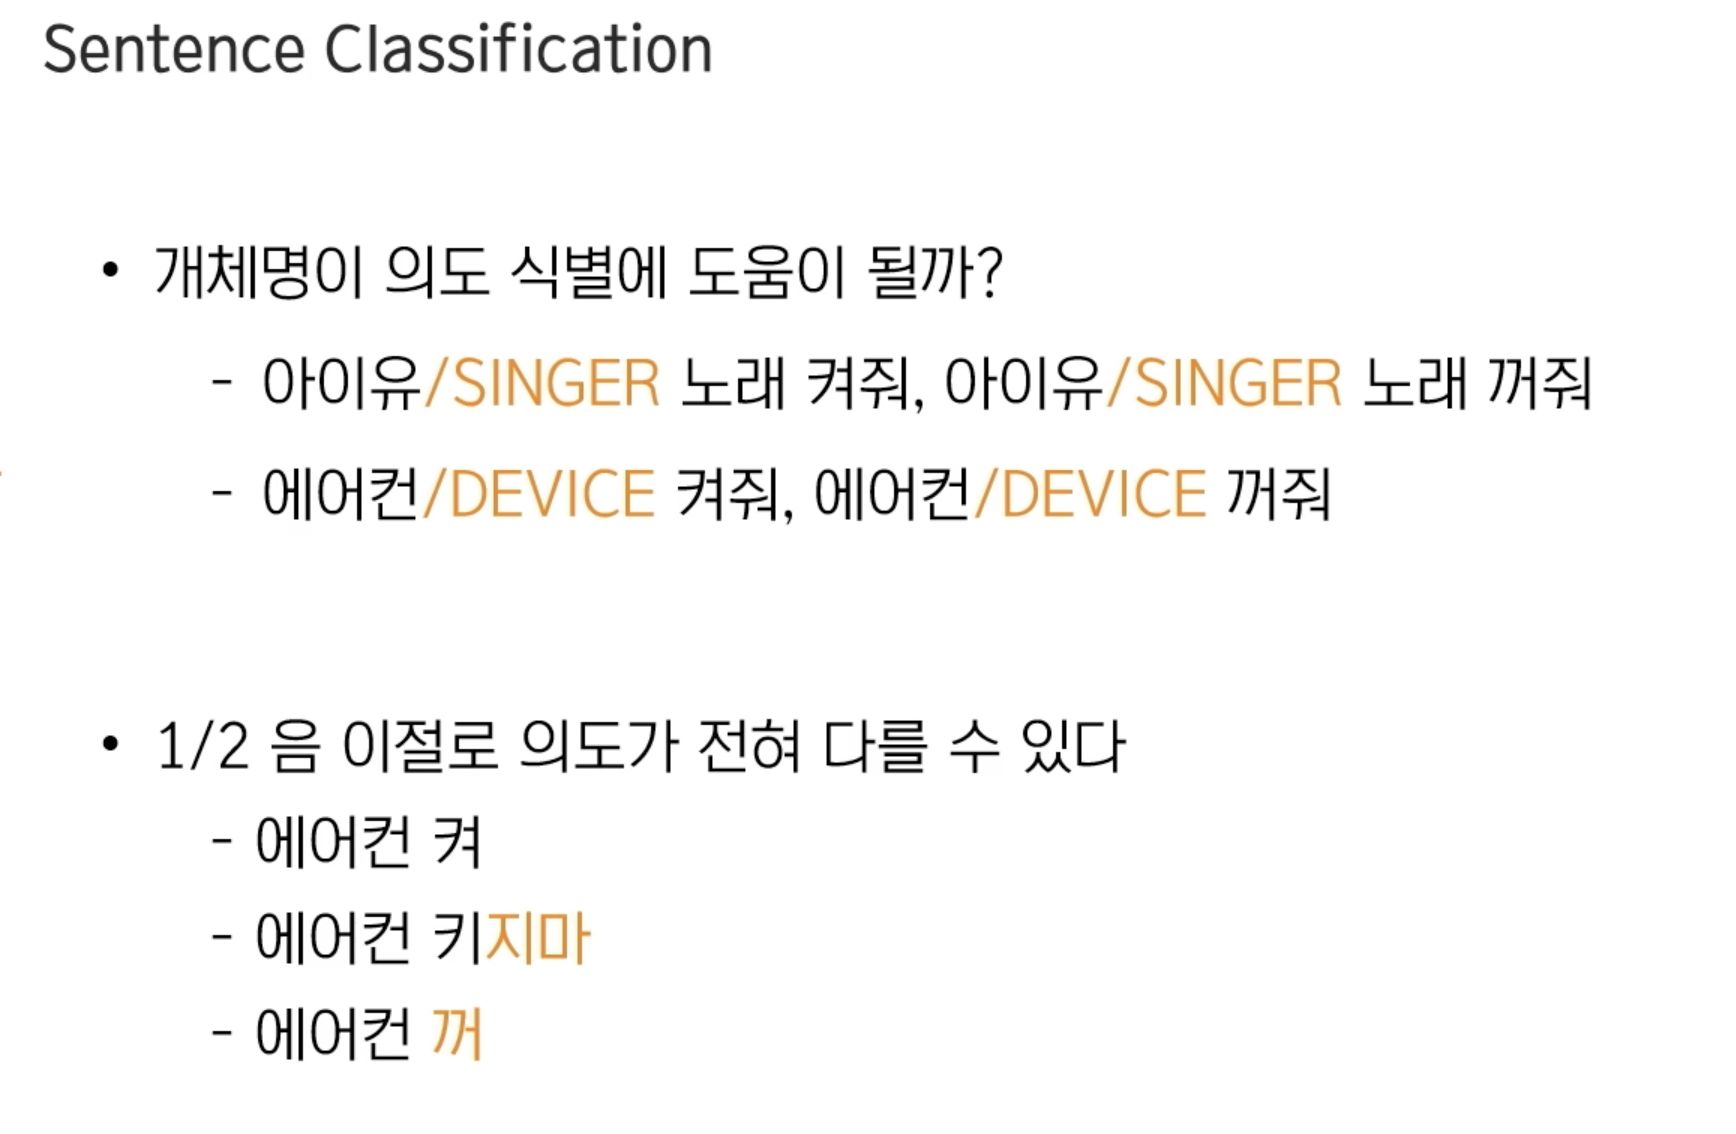 Sentence Classification
• 개체명이 의도 식별에 도움이 될까?
- 아이유/SINGER 노래 켜줘, 아이유/SINGER 노래 꺼줘
- 에어컨/DEVICE 켜줘, 에어컨/DEVICE 꺼줘
• 1/2 음 이절로 의도가 전혀 다를 수 있다
- 에어컨 켜
- 에어컨 키지마
- 에어컨 꺼